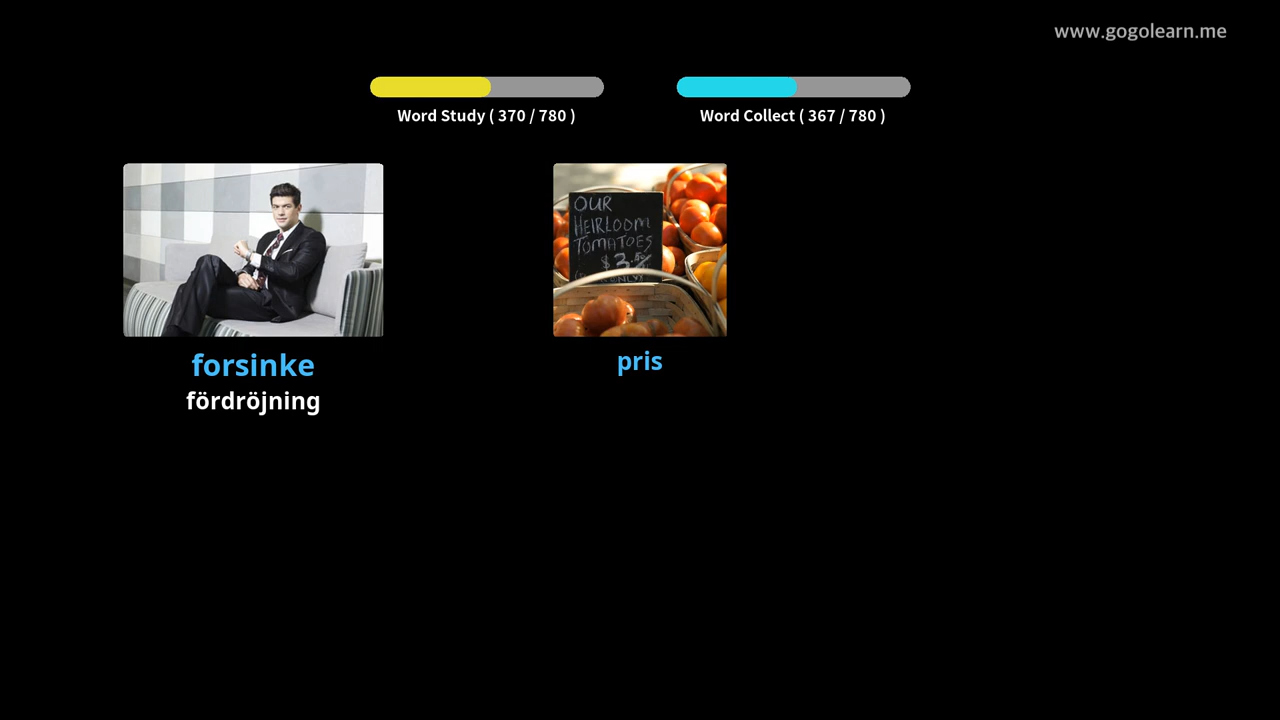 www.gogolearn.me
Word Study ( 370 / 780 )
Word Collect ( 367 / 780 )
OUR
HEIRLOOM
TOMATOES
forsinke
fördröjning
pris